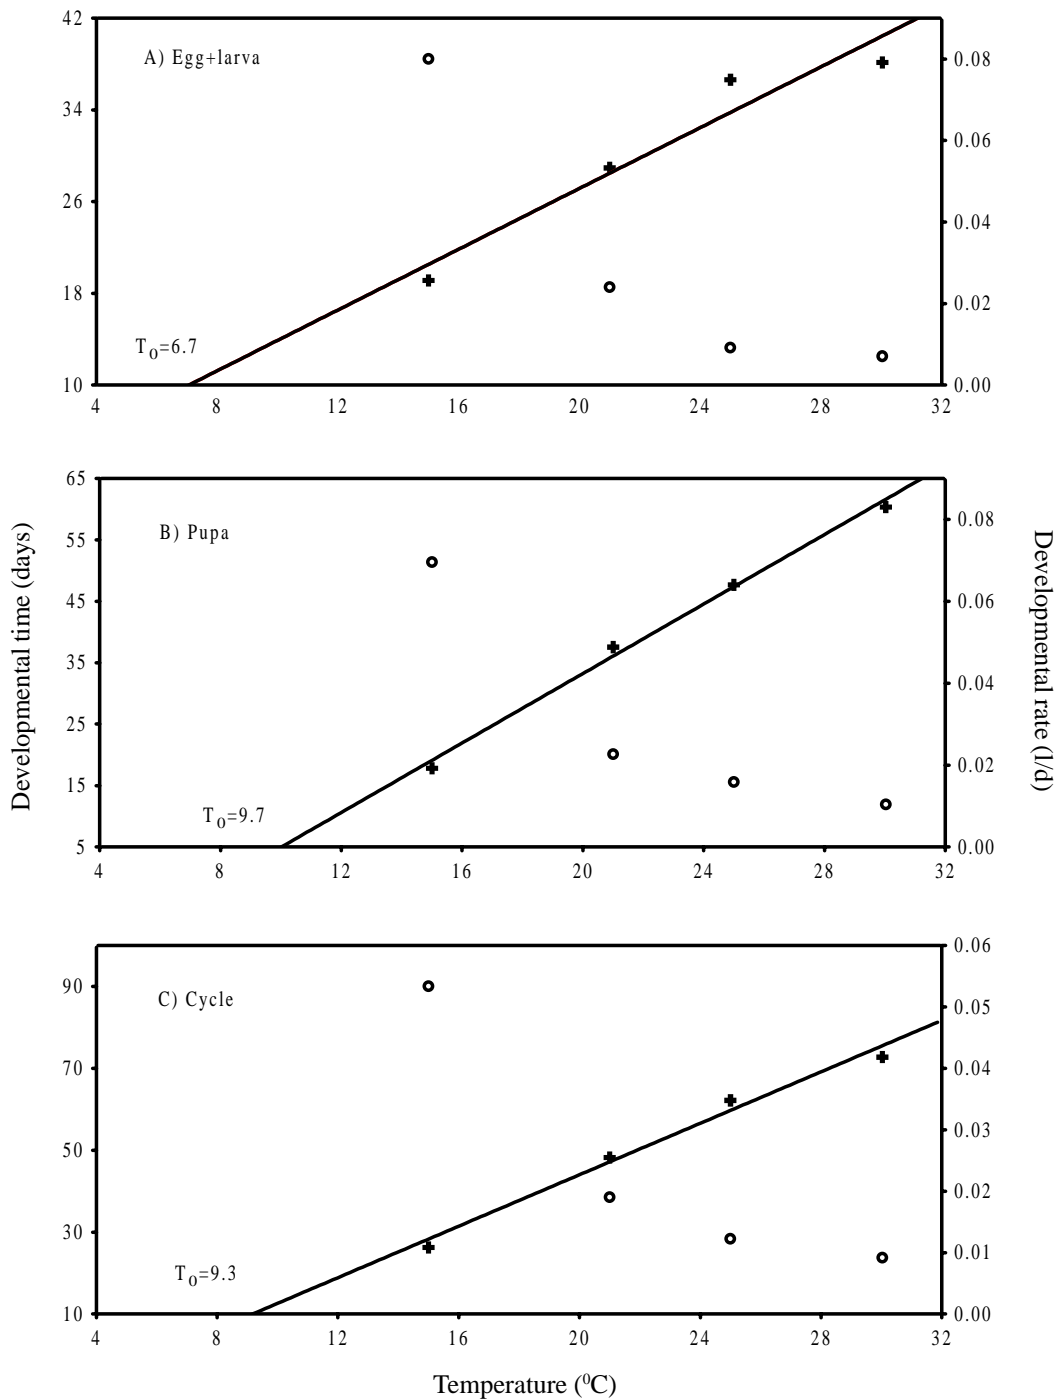 42
34
26
18
10
A) Egg+larva
T0=6.7
0.08
0.06
0.04
0.02
0.00
4 8 12 16 20 24 28 32
65
55
45
35
25
15
5
B) Pupa
T0=9.7
0.08
0.06
0.04
0.02
0.00
4 8 12 16 20 24 28 32
Developmental time (days)
Developmental rate (l/d)
90
70
50
30
10
C) Cycle
T0=9.3
0.06
0.05
0.04
0.03
0.02
0.01
0.00
4 8 12 16 20 24 28 32
Temperature (⁰C)